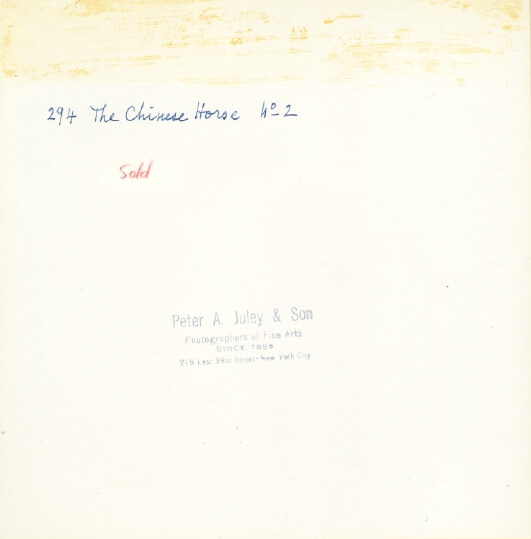 294 The Chinese Horse No 2
Sold
Peter A. Juley & Son
Photographers of Fine Arts
SINCE 1896
219 East 39th Street-New York City